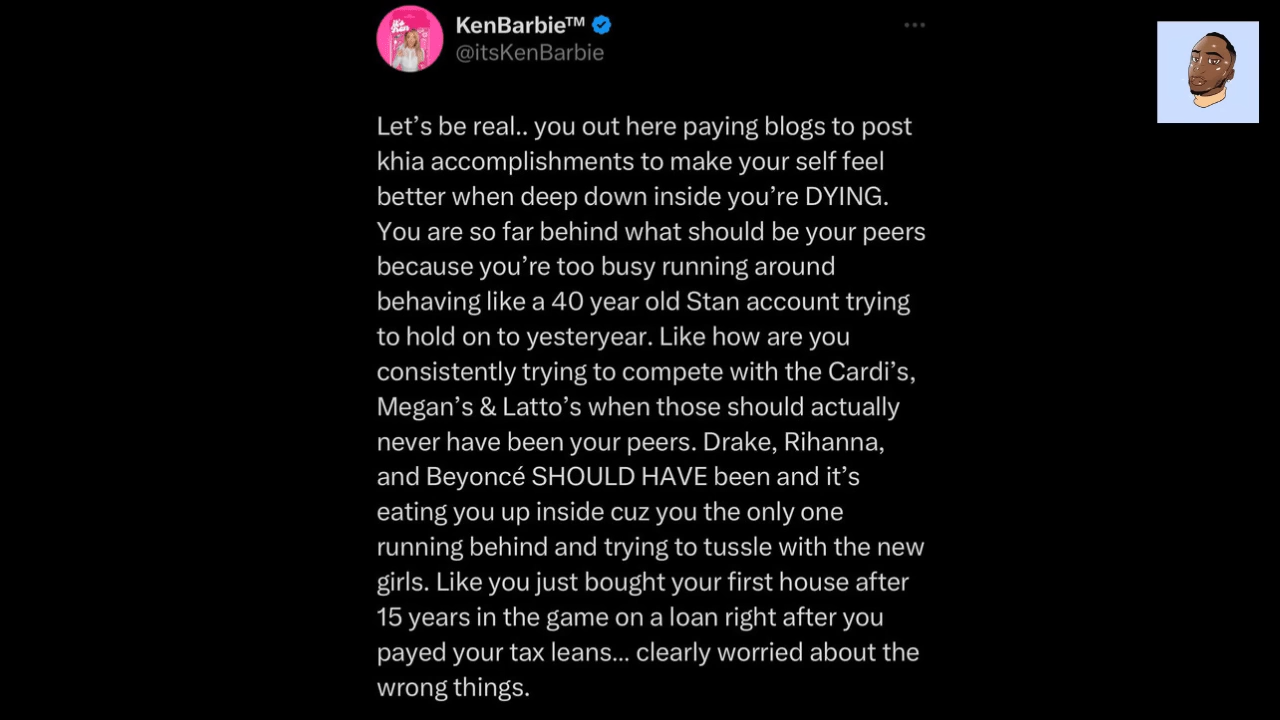 KenBarbie™
@itsKenBarbie
Let's be real.. you out here paying blogs to post
khia accomplishments to make your self feel
better when deep down inside you're DYING.
You are so far behind what should be your peers
because you're too busy running around
behaving like a 40 year old Stan account trying
to hold on to yesteryear. Like how are you
consistently trying to compete with the Cardi's,
Megan's & Latto's when those should actually
never have been your peers. Drake, Rihanna,
and Beyoncé SHOULD HAVE been and it's
eating you up inside cuz you the only one
running behind and trying to tussle with the new
girls. Like you just bought your first house after
15 years in the game on a loan right after you
payed your tax leans... clearly worried about the
wrong things.